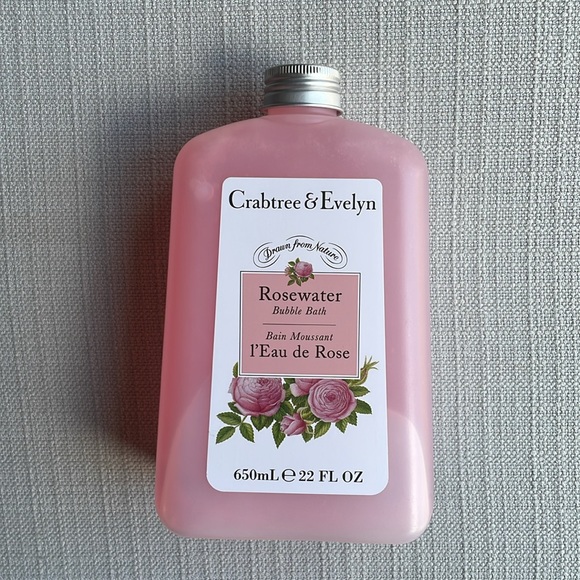 Crabtree & Evelyn
Drawn from Nature
Rosewater
Bubble Bath
Bain Moussant
l'Eau de Rose
650mL ℮ 22 FL OZ